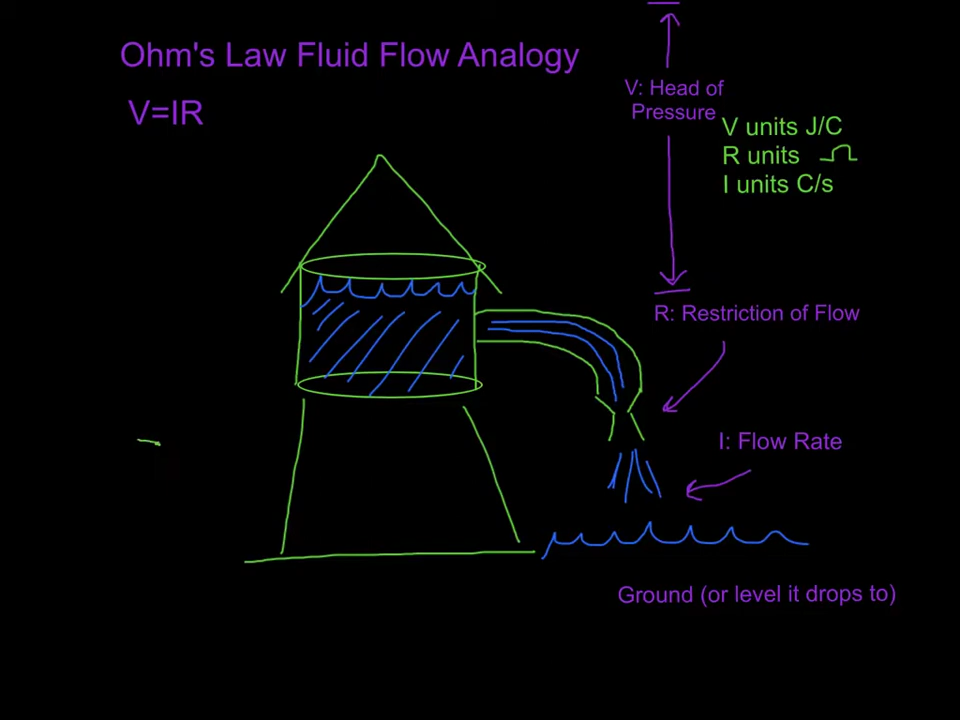 Ohm's Law Fluid Flow Analogy
V=IR
V: Head of
Pressure
V units J/C
R units Ω
I units C/s
R: Restriction of Flow
I: Flow Rate
Ground (or level it drops to)